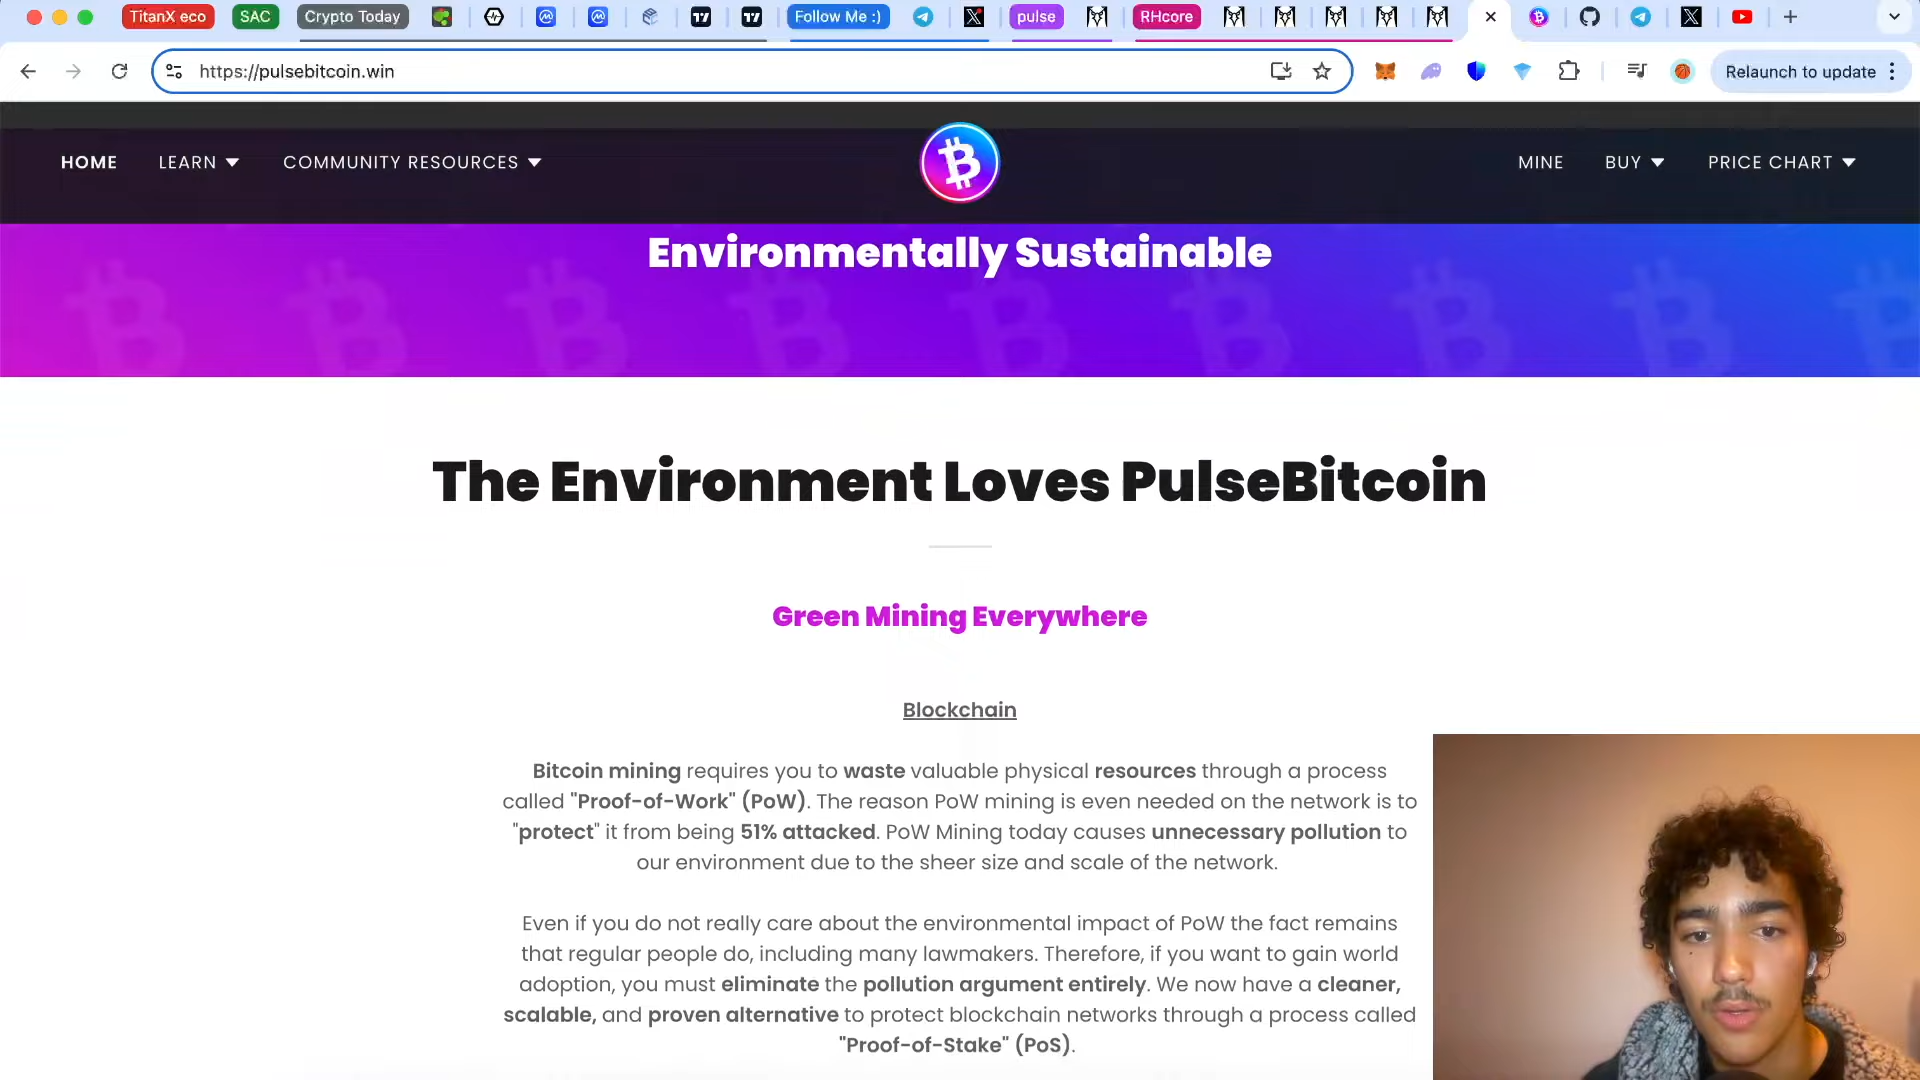 TitanX eco
SAC
Crypto Today
Follow Me :)
pulse
RHcore
https://pulsebitcoin.win
Relaunch to update
HOME
LEARN
COMMUNITY RESOURCES
MINE
BUY
PRICE CHART
Environmentally Sustainable
The Environment Loves PulseBitcoin
Green Mining Everywhere
Blockchain
Bitcoin mining requires you to waste valuable physical resources through a process
called "Proof-of-Work" (PoW). The reason PoW mining is even needed on the network is to
"protect" it from being 51% attacked. PoW Mining today causes unnecessary pollution to
our environment due to the sheer size and scale of the network.
Even if you do not really care about the environmental impact of PoW the fact remains
that regular people do, including many lawmakers. Therefore, if you want to gain world
adoption, you must eliminate the pollution argument entirely. We now have a cleaner,
scalable, and proven alternative to protect blockchain networks through a process called
"Proof-of-Stake" (PoS).